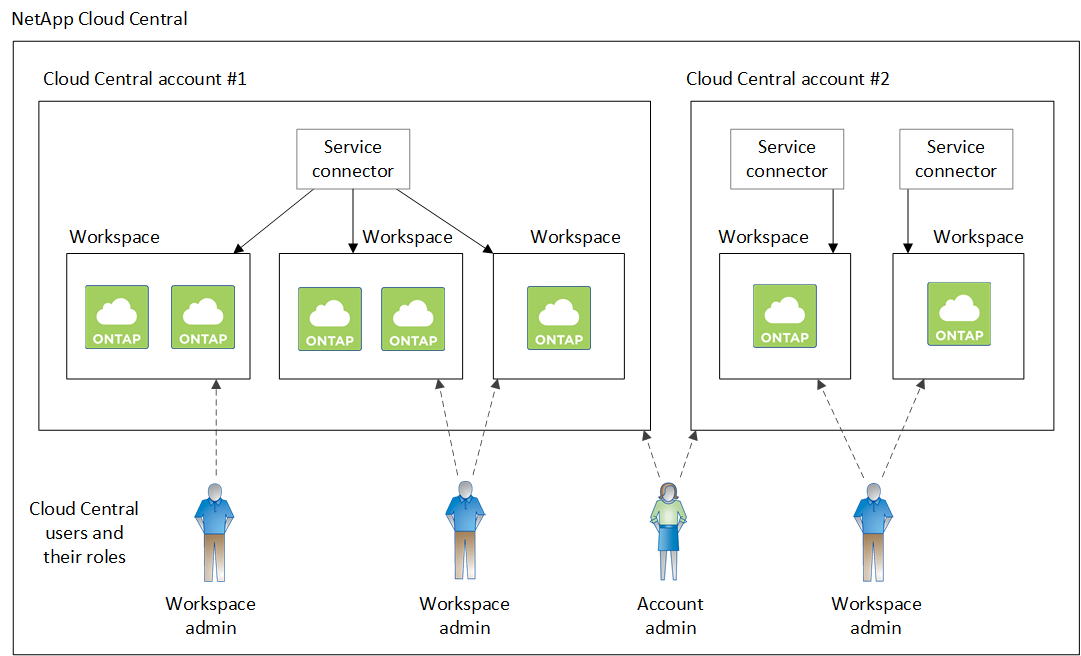 NetApp Cloud Central
Cloud Central account #1
Cloud Central account #2
Service
connector
Service
connector
Service
connector
Workspace
Workspace
Workspace
Workspace
Workspace
ONTAP
ONTAP
ONTAP
ONTAP
ONTAP
ONTAP
ONTAP
Cloud Central
users and
their roles
Workspace
admin
Workspace
admin
Account
admin
Workspace
admin